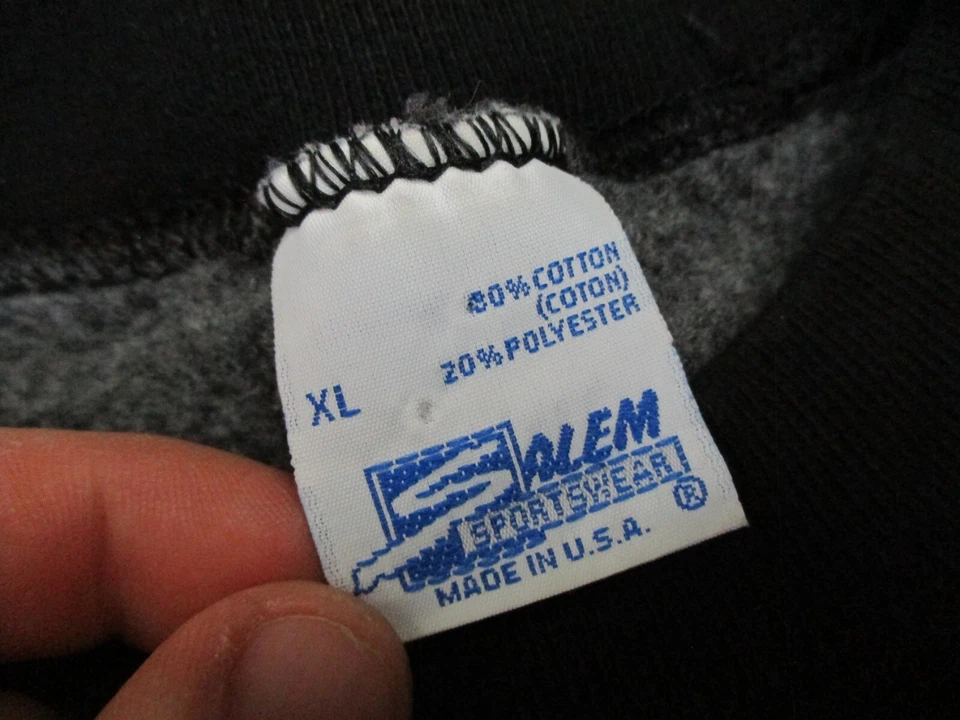 80% COTTON
(COTON)
20% POLYESTER
XL
SALEM
SPORTSWEAR
®
MADE IN U.S.A.